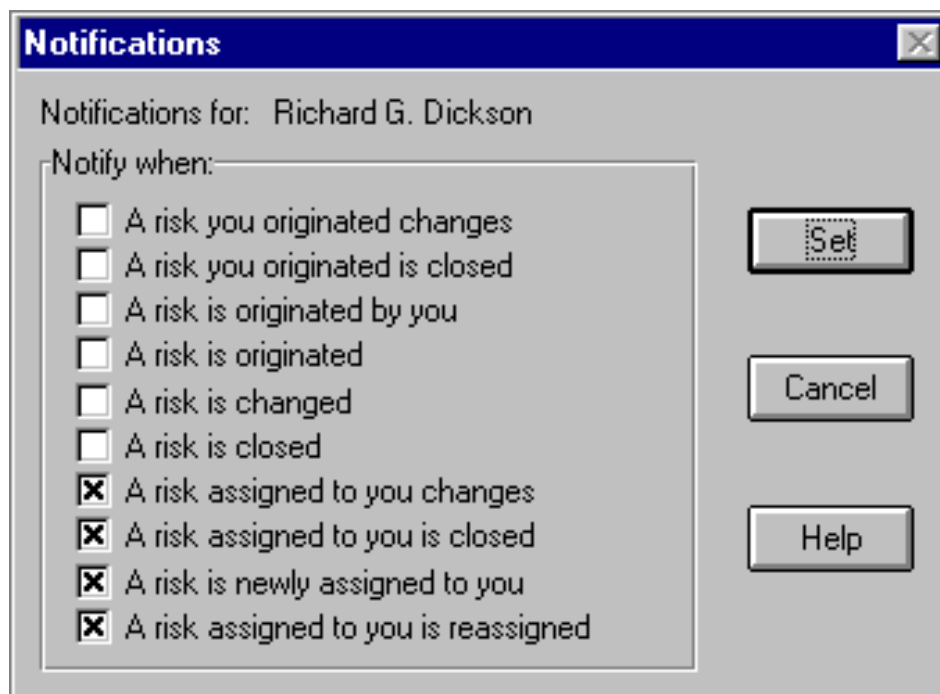 Notifications
Notifications for: Richard G. Dickson
Notify when:
A risk you originated changes
A risk you originated is closed
A risk is originated by you
A risk is originated
A risk is changed
A risk is closed
A risk assigned to you changes
A risk assigned to you is closed
A risk is newly assigned to you
A risk assigned to you is reassigned
Set
Cancel
Help